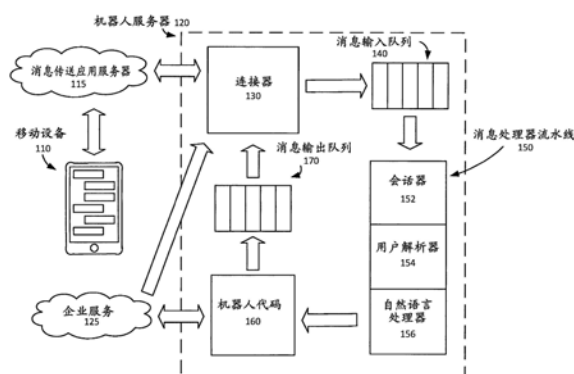 机器人服务器 120
消息传送应用服务器
115
连接器
130
消息输入队列
140
移动设备
110
消息输出队列
170
消息处理器流水线
150
会话器
152
用户解析器
154
自然语言
处理器
156
企业服务
125
机器人代码
160